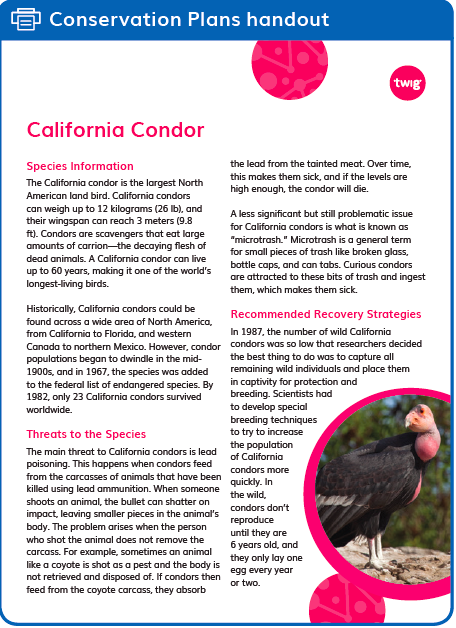 Conservation Plans handout
twig
California Condor
Species Information
The California condor is the largest North
American land bird. California condors
can weigh up to 12 kilograms (26 lb), and
their wingspan can reach 3 meters (9.8
ft). Condors are scavengers that eat large
amounts of carrion—the decaying flesh of
dead animals. A California condor can live
up to 60 years, making it one of the world's
longest-living birds.
Historically, California condors could be
found across a wide area of North America,
from California to Florida, and western
Canada to northern Mexico. However, condor
populations began to dwindle in the mid-
1900s, and in 1967, the species was added
to the federal list of endangered species. By
1982, only 23 California condors survived
worldwide.
Threats to the Species
The main threat to California condors is lead
poisoning. This happens when condors feed
from the carcasses of animals that have been
killed using lead ammunition. When someone
shoots an animal, the bullet can shatter on
impact, leaving smaller pieces in the animal's
body. The problem arises when the person
who shot the animal does not remove the
carcass. For example, sometimes an animal
like a coyote is shot as a pest and the body is
not retrieved and disposed of. If condors then
feed from the coyote carcass, they absorb
the lead from the tainted meat. Over time,
this makes them sick, and if the levels are
high enough, the condor will die.
A less significant but still problematic issue
for California condors is what is known as
“microtrash.” Microtrash is a general term
for small pieces of trash like broken glass,
bottle caps, and can tabs. Curious condors
are attracted to these bits of trash and ingest
them, which makes them sick.
Recommended Recovery Strategies
In 1987, the number of wild California
condors was so low that researchers decided
the best thing to do was to capture all
remaining wild individuals and place them
in captivity for protection and
breeding. Scientists had
to develop special
breeding techniques
to try to increase
the population
of California
condors more
quickly. In
the wild,
condors don't
reproduce
until they are
6 years old, and
they only lay one
egg every year
or two.